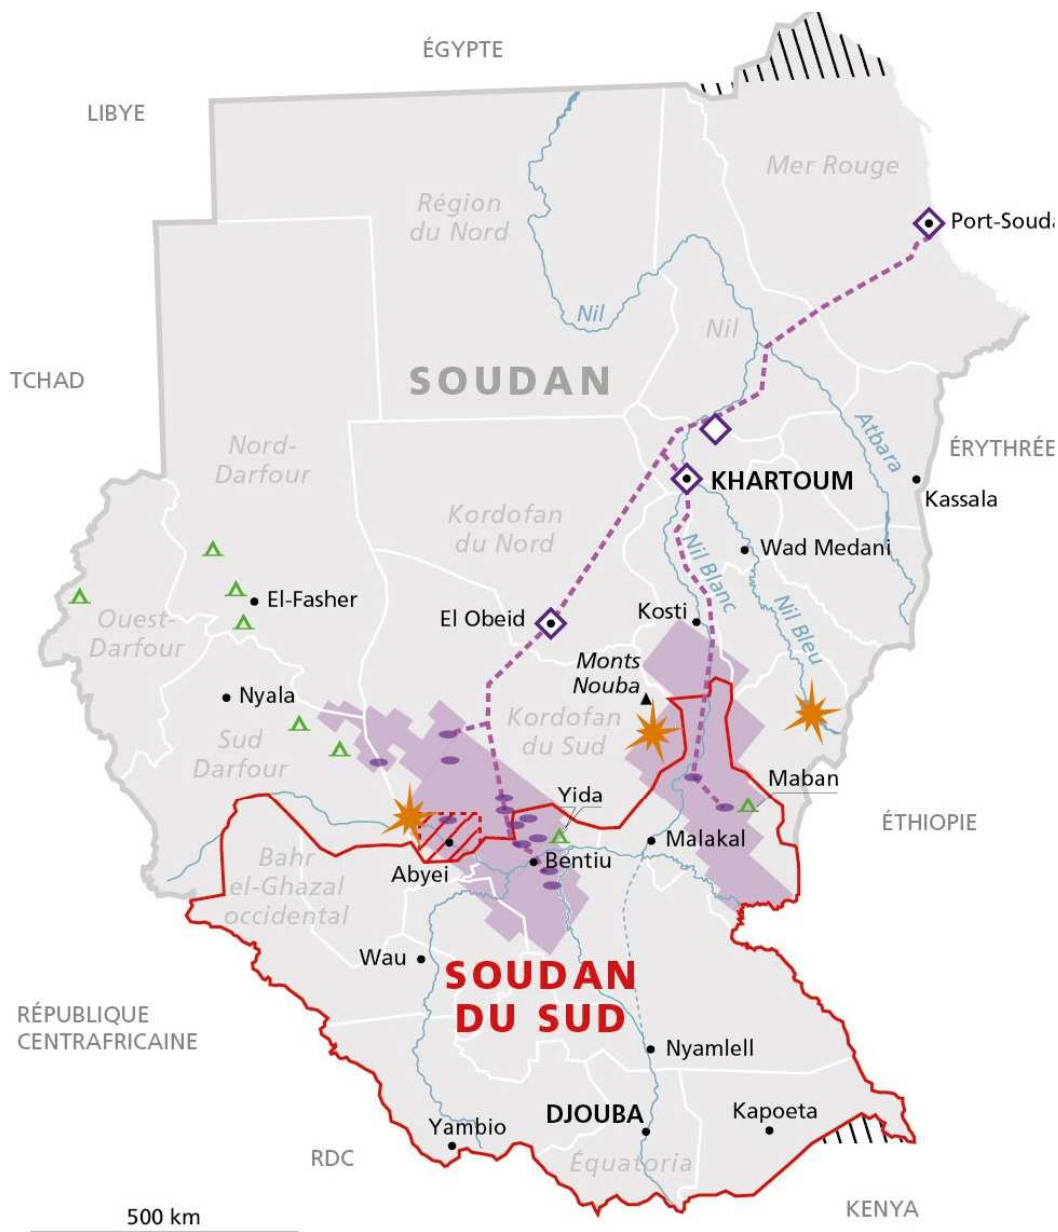 ÉGYPTE
LIBYE
Mer Rouge
Région
du Nord
Port-Souda
Nil
Nil
TCHAD
SOUDAN
Atbara
Nord-
Darfour
ÉRYTHRÉE
KHARTOUM
Kassala
Kordofan
du Nord
Nil Blanc
Wad Medani
El-Fasher
Ouest-
Darfour
El Obeid
Kosti
Nil Bleu
Monts
Nouba
Nyala
Kordofan
du Sud
Sud
Darfour
Maban
Yida
ÉTHIOPIE
Malakal
Bentiu
Abyei
Bahr
el-Ghazal
occidental
Wau
SOUDAN
DU SUD
RÉPUBLIQUE
CENTRAFRICAINE
Nyamlell
DJOUBA
Kapoeta
Yambio
RDC
Équatoria
KENYA
500 km